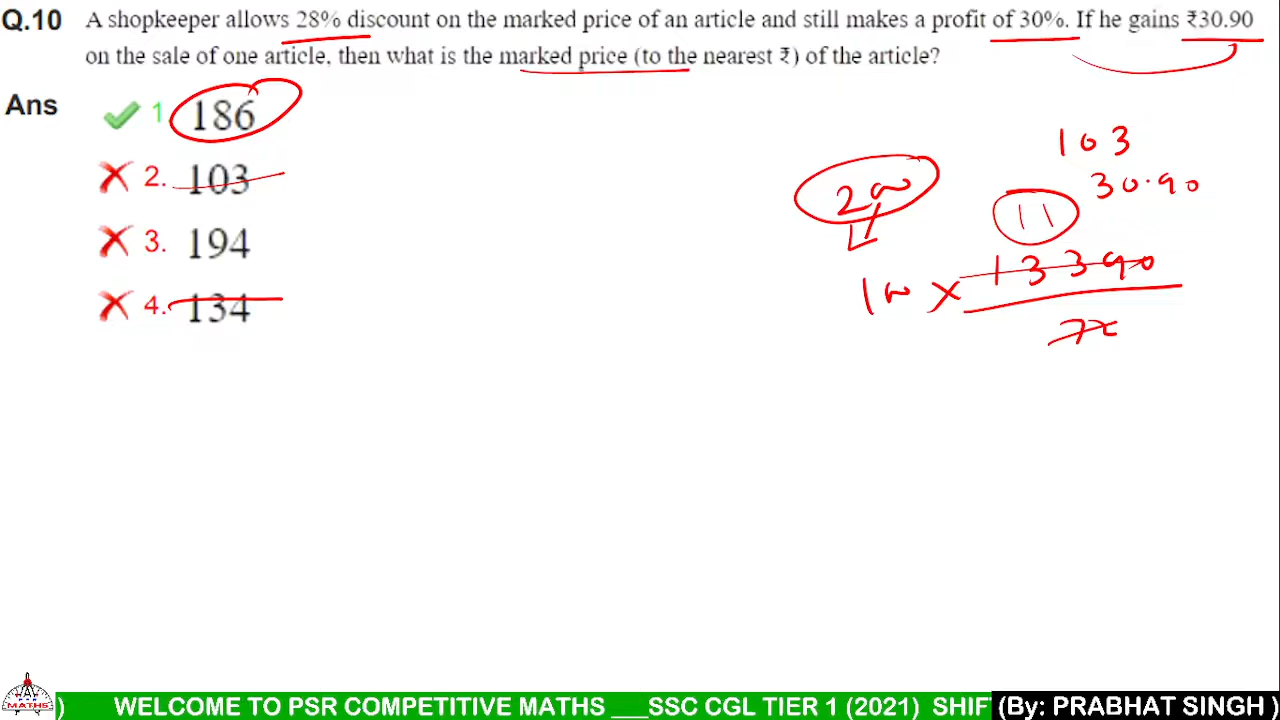 Q.10 A shopkeeper allows 28% discount on the marked price of an article and still makes a profit of 30%. If he gains ₹30.90
on the sale of one article, then what is the marked price (to the nearest ₹) of the article?
Ans
1 186
2. 103
3. 194
4. 134
103
30.90
11
13390
MATHS
) WELCOME TO PSR COMPETITIVE MATHS ___SSC CGL TIER 1 (2021) SHIF (By: PRABHAT SINGH )